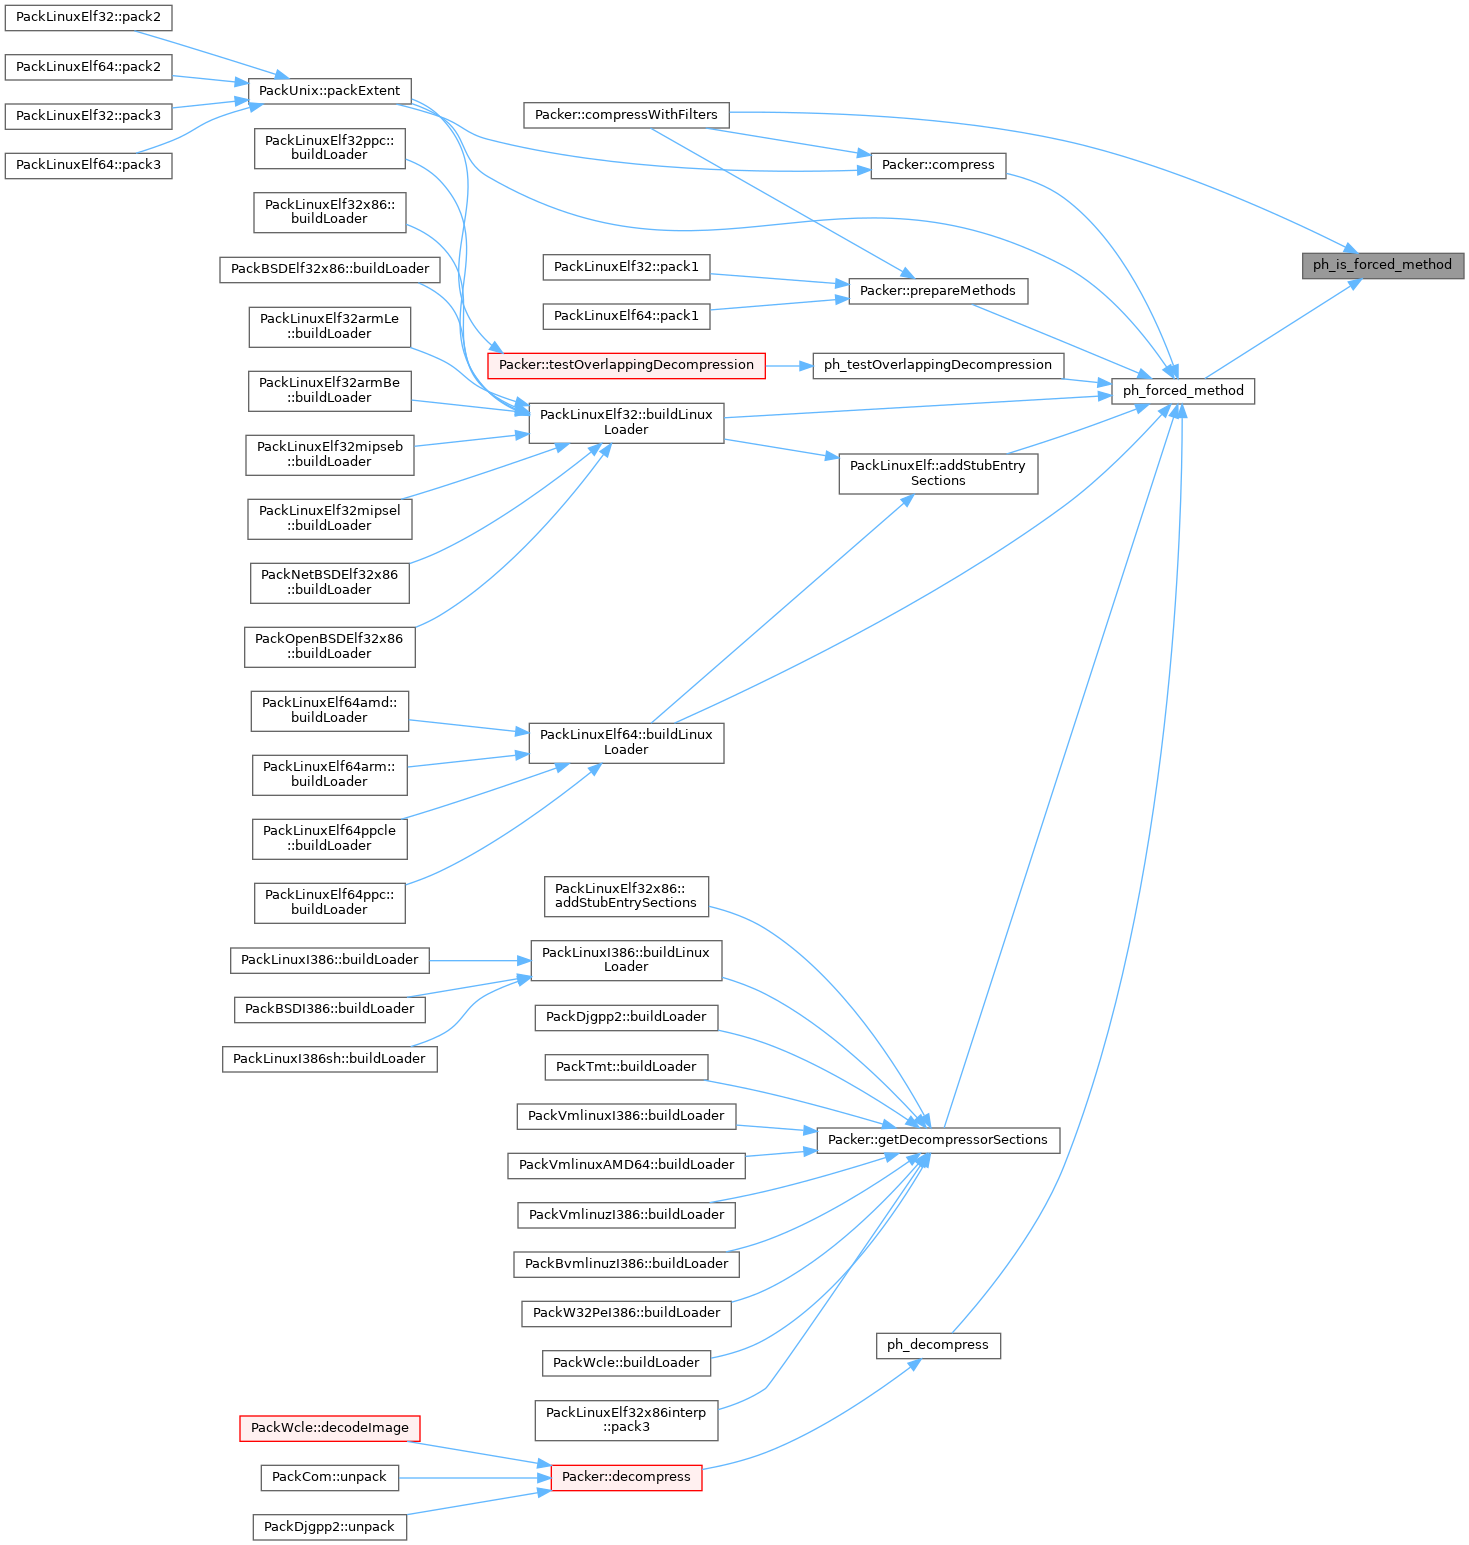 PackLinuxElf32::pack2
PackLinuxElf64::pack2
PackLinuxElf32::pack3
PackLinuxElf64::pack3
PackUnix::packExtent
PackLinuxElf32ppc::
buildLoader
PackLinuxElf32x86::
buildLoader
PackBSDElf32x86::buildLoader
PackLinuxElf32armLe
::buildLoader
PackLinuxElf32armBe
::buildLoader
PackLinuxElf32mipseb
::buildLoader
PackLinuxElf32mipsel
::buildLoader
PackNetBSDElf32x86
::buildLoader
PackOpenBSDElf32x86
::buildLoader
PackLinuxElf64amd::
buildLoader
PackLinuxElf64arm::
buildLoader
PackLinuxElf64ppcle
::buildLoader
PackLinuxElf64ppc::
buildLoader
PackLinuxI386::buildLoader
PackBSDI386::buildLoader
PackLinuxI386sh::buildLoader
PackWcle::decodeImage
PackCom::unpack
PackDjgpp2::unpack
Packer::compressWithFilters
PackLinuxElf32::pack1
PackLinuxElf64::pack1
Packer::testOverlappingDecompression
PackLinuxElf32::buildLinux
Loader
PackLinuxElf64::buildLinux
Loader
PackLinuxElf32x86::
addStubEntrySections
PackLinuxI386::buildLinux
Loader
PackDjgpp2::buildLoader
PackTmt::buildLoader
PackVmlinuxI386::buildLoader
PackVmlinuxAMD64::buildLoader
PackVmlinuzI386::buildLoader
PackBvmlinuzI386::buildLoader
PackW32PeI386::buildLoader
PackWcle::buildLoader
PackLinuxElf32x86interp
::pack3
Packer::decompress
Packer::compress
Packer::prepareMethods
ph_testOverlappingDecompression
PackLinuxElf::addStubEntry
Sections
Packer::getDecompressorSections
ph_decompress
ph_forced_method
ph_is_forced_method